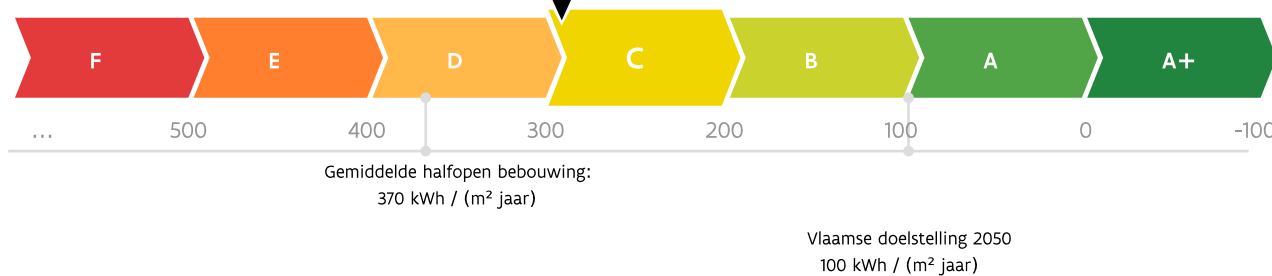 F E D C B A A+
... 500 400 300 200 100 0 -100
Gemiddelde halfopen bebouwing:
370 kWh / (m² jaar)
Vlaamse doelstelling 2050
100 kWh / (m² jaar)